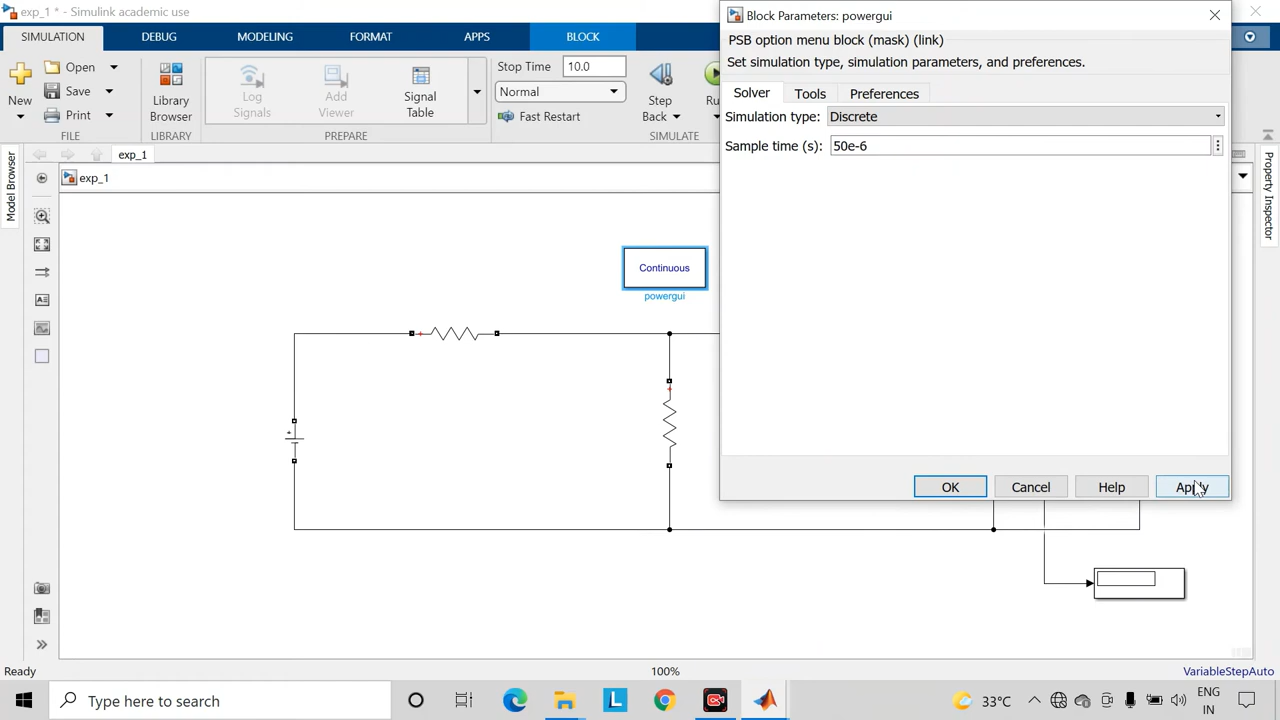 exp_1 * - Simulink academic use
SIMULATION
DEBUG
MODELING
FORMAT
APPS
BLOCK
New
Open
Save
Print
FILE
Library
Browser
LIBRARY
Log
Signals
Add
Viewer
Signal
Table
PREPARE
Stop Time
10.0
Normal
Fast Restart
Step
Back
SIMULATE
Model Browser
exp_1
exp_1
Property Inspector
Block Parameters: powergui
PSB option menu block (mask) (link)
Set simulation type, simulation parameters, and preferences.
Solver
Tools
Preferences
Simulation type:
Discrete
Sample time (s):
50e-6
OK
Cancel
Help
Apply
Continuous
powergui
+
+
+
Ready
100%
VariableStepAuto
Type here to search
33°C
ENG
IN